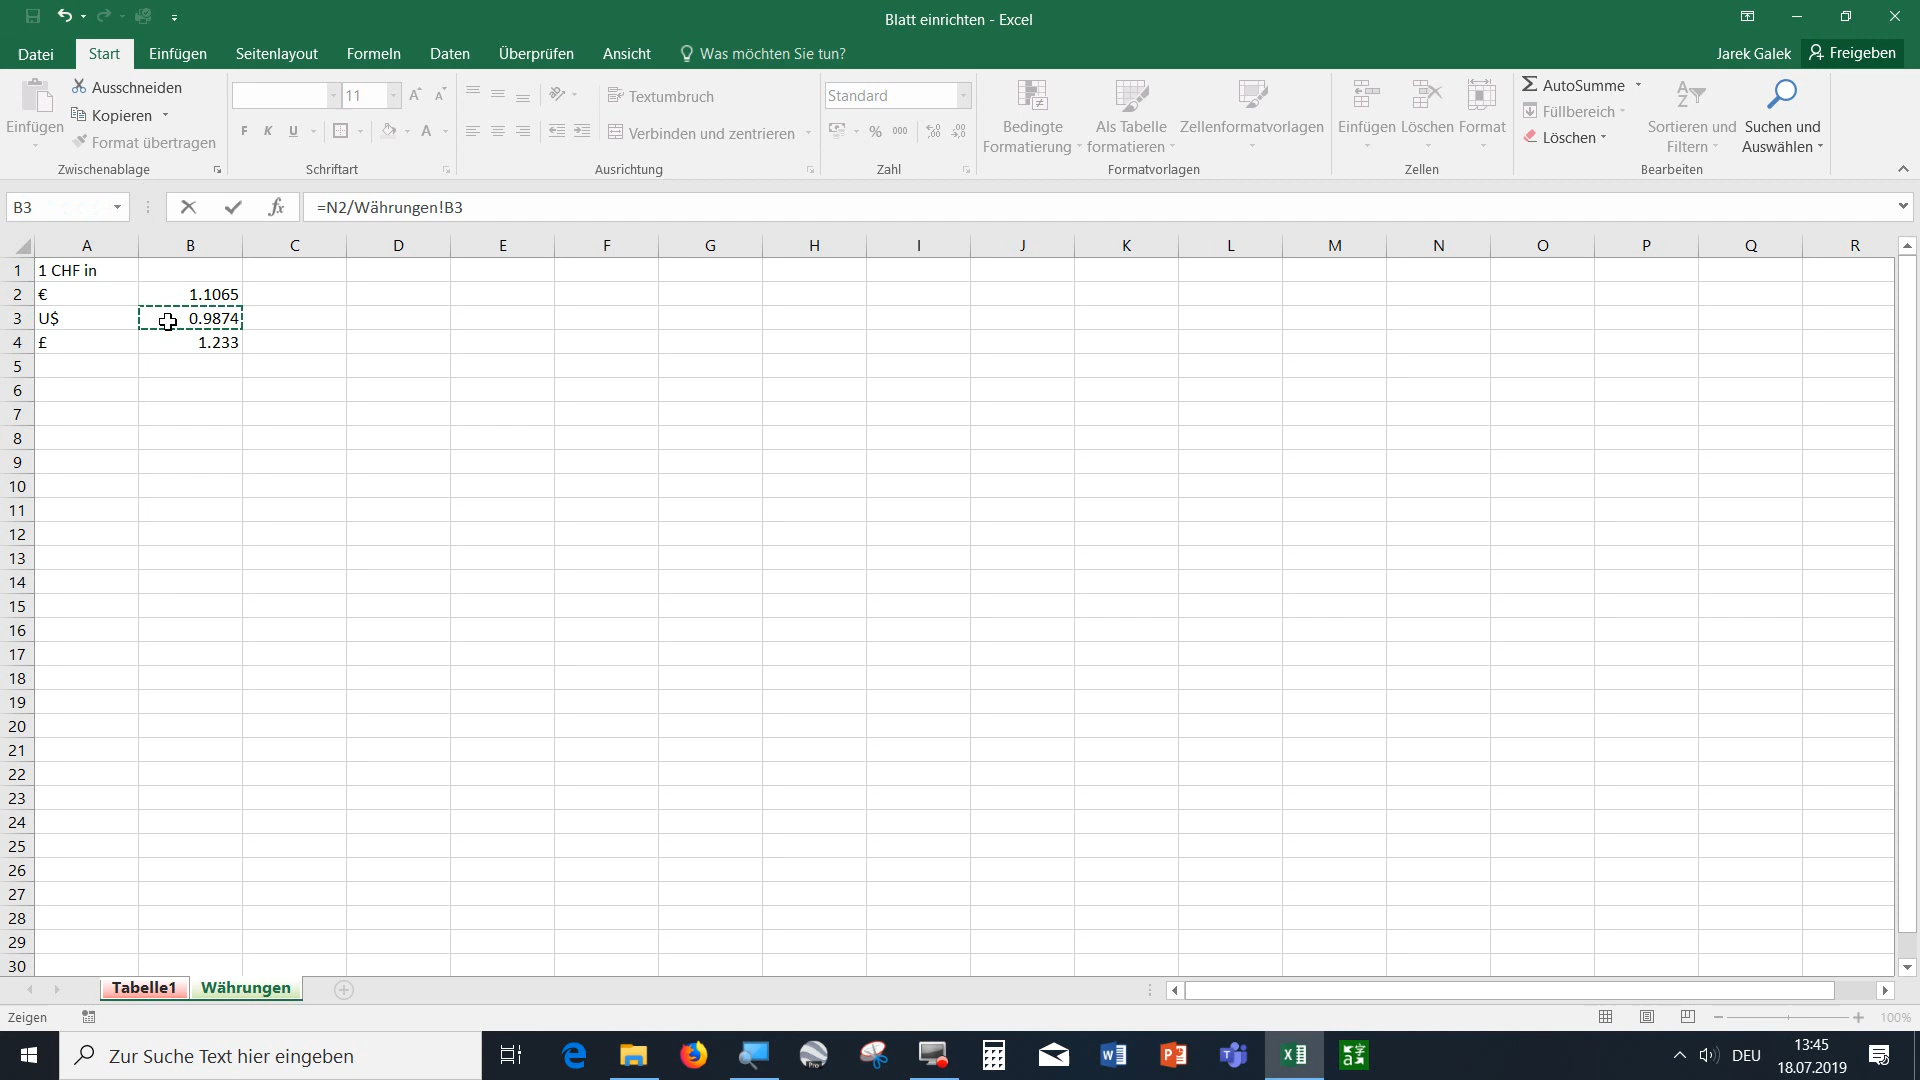 Blatt einrichten - Excel
Datei Start Einfügen Seitenlayout Formeln Daten Überprüfen Ansicht Was möchten Sie tun? Jarek Galek Freigeben
Einfügen
Ausschneiden
Kopieren
Format übertragen
Zwischenablage
11
F K U
Schriftart
Textumbruch
Verbinden und zentrieren
Ausrichtung
Standard
% 000
Zahl
Bedingte Formatierung
Als Tabelle formatieren
Zellenformatvorlagen
Formatvorlagen
Einfügen Löschen Format
Zellen
AutoSumme
Füllbereich
Löschen
Sortieren und Filtern
Suchen und Auswählen
Bearbeiten
B3 fx =N2/Währungen!B3
A B C D E F G H I J K L M N O P Q R
1 1 CHF in
2 € 1.1065
3 U$ 0.9874
4 £ 1.233
5
6
7
8
9
10
11
12
13
14
15
16
17
18
19
20
21
22
23
24
25
26
27
28
29
30
Tabelle1 Währungen
Zeigen 100%
Zur Suche Text hier eingeben DEU 13:45
18.07.2019